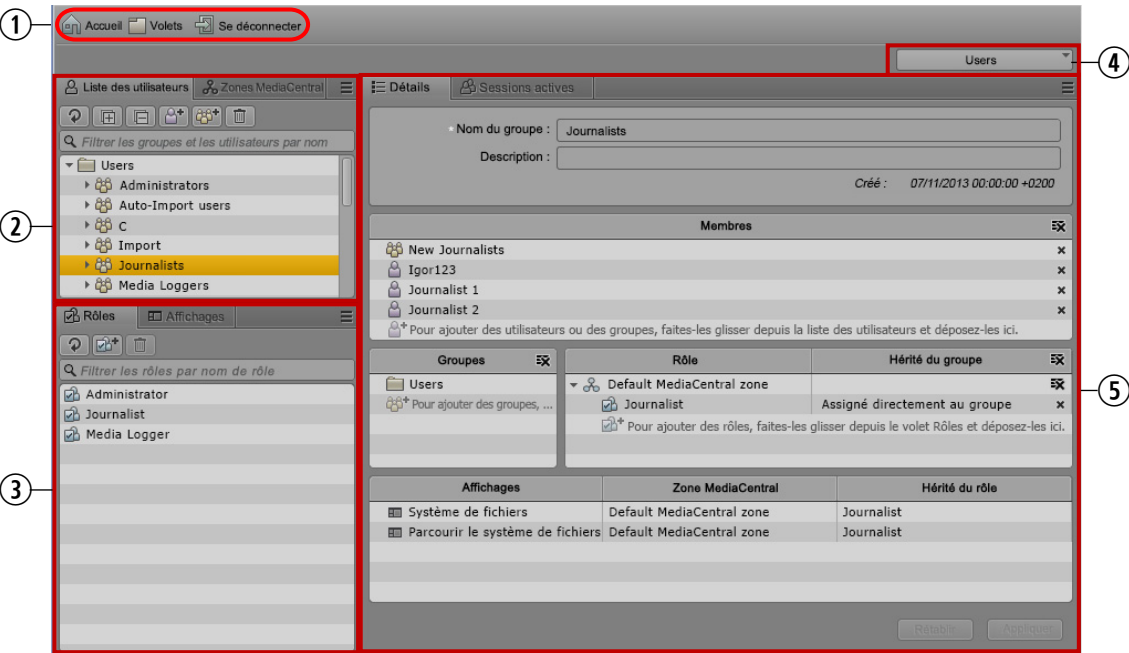 1
Accueil Volets Se déconnecter
Users
4
Liste des utilisateurs Zones MediaCentral
Filtrer les groupes et les utilisateurs par nom
Users
Administrators
Auto-Import users
C
Import
Journalists
Media Loggers
2
Rôles Affichages
Filtrer les rôles par nom de rôle
Administrator
Journalist
Media Logger
3
Détails Sessions actives
* Nom du groupe : Journalists
Description :
Créé : 07/11/2013 00:00:00 +0200
Membres
New Journalists
Igor123
Journalist 1
Journalist 2
Pour ajouter des utilisateurs ou des groupes, faites-les glisser depuis la liste des utilisateurs et déposez-les ici.
Groupes
Users
Pour ajouter des groupes, ...
Rôle Hérité du groupe
Default MediaCentral zone
Journalist Assigné directement au groupe
Pour ajouter des rôles, faites-les glisser depuis le volet Rôles et déposez-les ici.
5
Affichages Zone MediaCentral Hérité du rôle
Système de fichiers Default MediaCentral zone Journalist
Parcourir le système de fichiers Default MediaCentral zone Journalist
Rétablir Appliquer